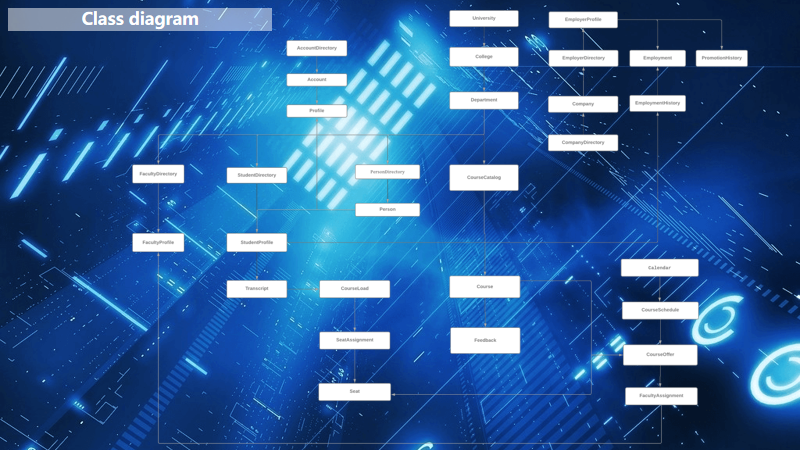 Class diagram
University
EmployerProfile
AccountDirectory
College
EmployerDirectory
Employment
PromotionHistory
Account
Department
Company
EmploymentHistory
Profile
CompanyDirectory
FacultyDirectory
StudentDirectory
PersonDirectory
CourseCatalog
Person
FacultyProfile
StudentProfile
Calendar
Transcript
CourseLoad
Course
CourseSchedule
SeatAssignment
Feedback
CourseOffer
Seat
FacultyAssignment